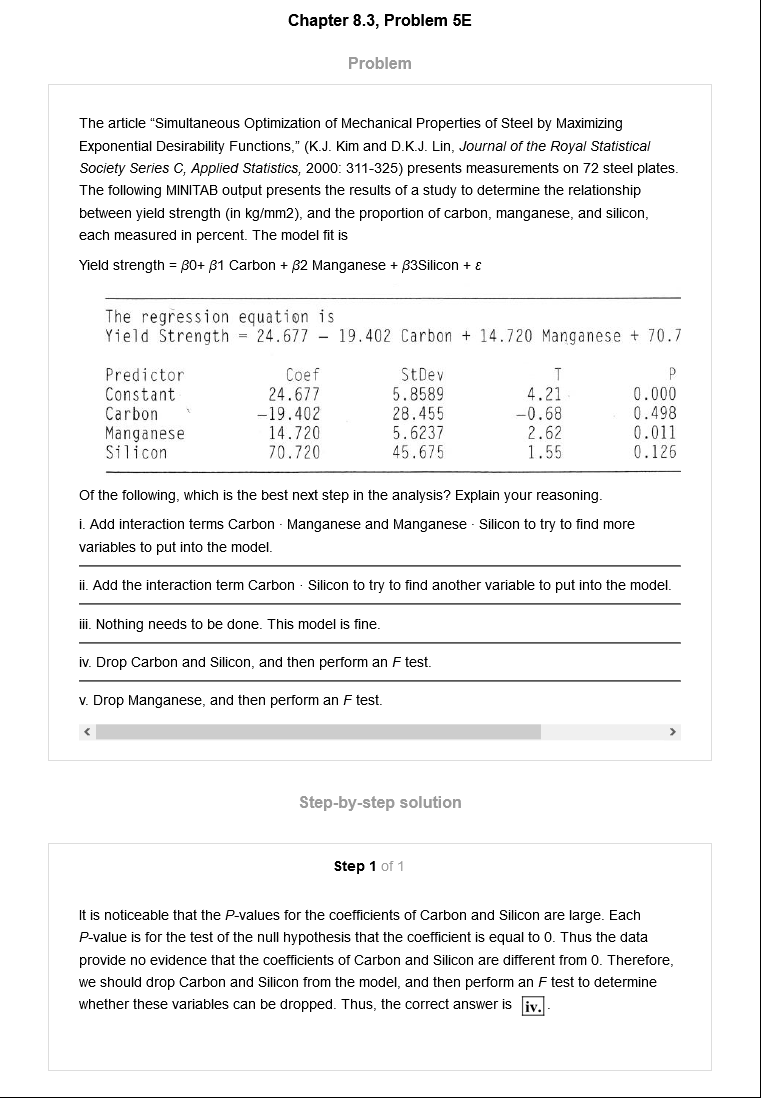 Chapter 8.3, Problem 5E
Problem
The article “Simultaneous Optimization of Mechanical Properties of Steel by Maximizing
Exponential Desirability Functions,” (K.J. Kim and D.K.J. Lin, Journal of the Royal Statistical
Society Series C, Applied Statistics, 2000: 311-325) presents measurements on 72 steel plates.
The following MINITAB output presents the results of a study to determine the relationship
between yield strength (in kg/mm2), and the proportion of carbon, manganese, and silicon,
each measured in percent. The model fit is
Yield strength = β0+ β1 Carbon + β2 Manganese + β3Silicon + ε
The regression equation is
Yield Strength = 24.677 − 19.402 Carbon + 14.720 Manganese + 70.7
Predictor Coef StDev T P
Constant 24.677 5.8589 4.21 0.000
Carbon −19.402 28.455 −0.68 0.498
Manganese 14.720 5.6237 2.62 0.011
Silicon 70.720 45.675 1.55 0.126
Of the following, which is the best next step in the analysis? Explain your reasoning.
i. Add interaction terms Carbon · Manganese and Manganese · Silicon to try to find more
variables to put into the model.
ii. Add the interaction term Carbon · Silicon to try to find another variable to put into the model.
iii. Nothing needs to be done. This model is fine.
iv. Drop Carbon and Silicon, and then perform an F test.
v. Drop Manganese, and then perform an F test.
Step-by-step solution
Step 1 of 1
It is noticeable that the P-values for the coefficients of Carbon and Silicon are large. Each
P-value is for the test of the null hypothesis that the coefficient is equal to 0. Thus the data
provide no evidence that the coefficients of Carbon and Silicon are different from 0. Therefore,
we should drop Carbon and Silicon from the model, and then perform an F test to determine
whether these variables can be dropped. Thus, the correct answer is iv. .